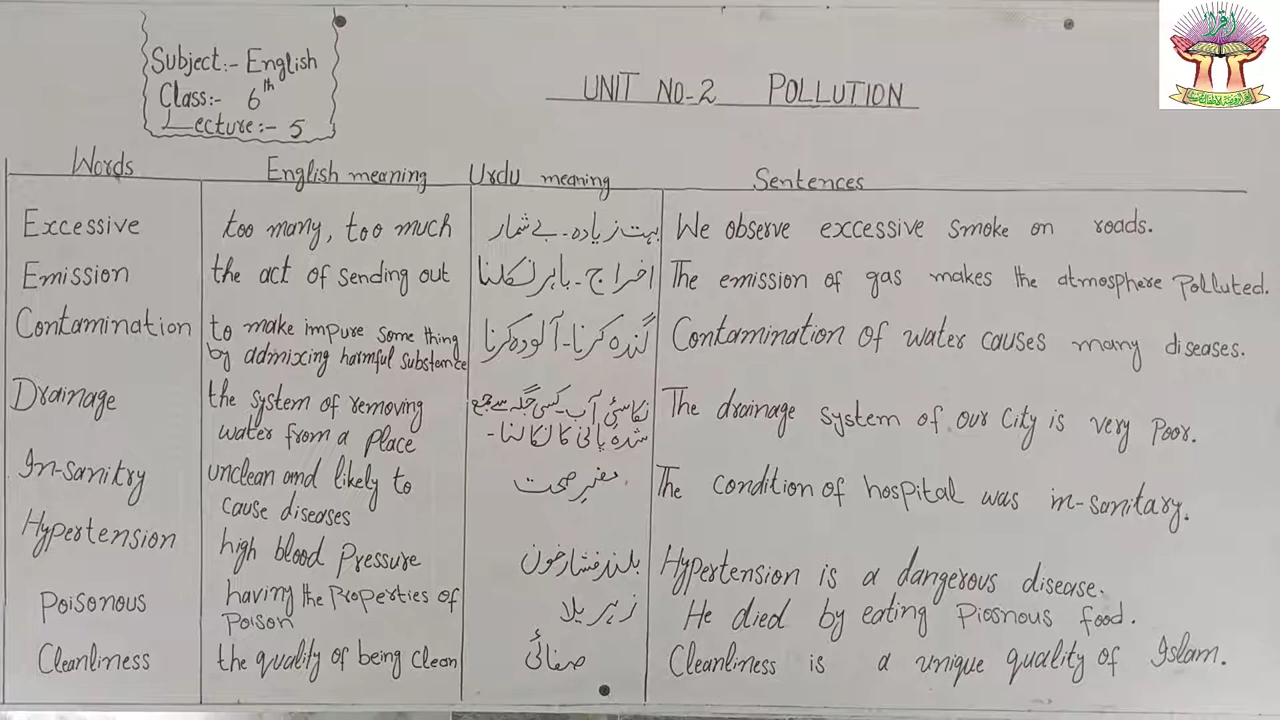 Subject:- English
Class:- 6th
Lecture:- 5
UNIT NO-2 POLLUTION
Words English meaning Urdu meaning Sentences
Excessive too many, too much بہت زیادہ۔بے شمار We observe excessive smoke on roads.
Emission the act of sending out اخراج۔باہر نکلنا The emission of gas makes the atmosphere Polluted.
Contamination to make impure some thing گندہ کرنا۔آلودہ کرنا Contamination of water causes many diseases.
by admixing harmful substance
Drainage the system of removing نکاسئ آب۔کسی جگہ سے جمع The drainage system of our City is very Poor.
water from a Place شدہ پانی کا نکالنا۔
In-sanitry unclean and likely to مضرِ صحت The condition of hospital was in-sanitary.
cause diseases
Hypertension high blood Pressure بلند فشار خون Hypertension is a dangerous disease.
Poisonous having the Properties of زہریلا He died by eating Piosnous food.
Poison
Cleanliness the quality of being clean صفائی Cleanliness is a unique quality of Islam.
اقرأ